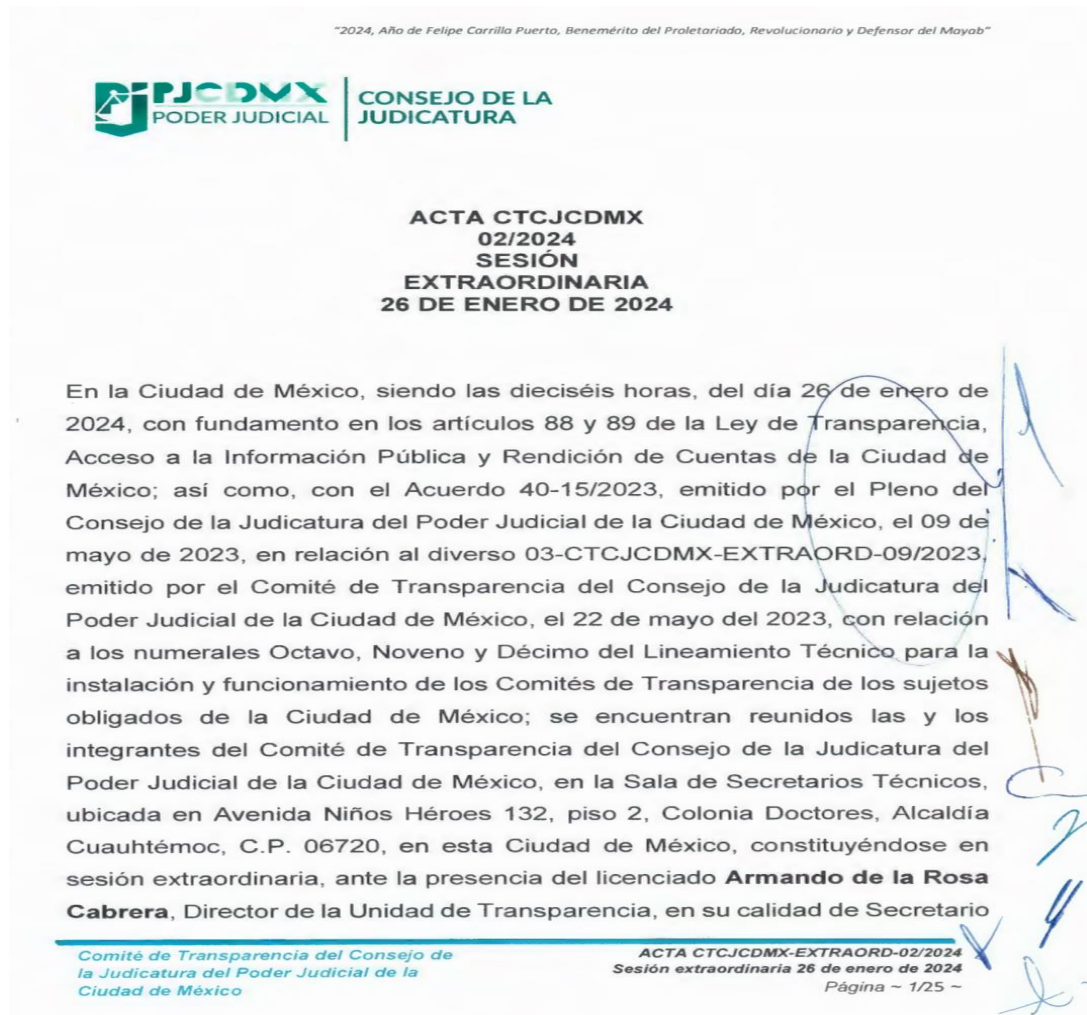 "2024, Año de Felipe Carrillo Puerto, Benemérito del Proletariado, Revolucionario y Defensor del Mayab"
PJCDMX
PODER JUDICIAL
CONSEJO DE LA
JUDICATURA
ACTA CTCJCDMX
02/2024
SESIÓN
EXTRAORDINARIA
26 DE ENERO DE 2024
En la Ciudad de México, siendo las dieciséis horas, del día 26 de enero de
2024, con fundamento en los artículos 88 y 89 de la Ley de Transparencia,
Acceso a la Información Pública y Rendición de Cuentas de la Ciudad de
México; así como, con el Acuerdo 40-15/2023, emitido por el Pleno del
Consejo de la Judicatura del Poder Judicial de la Ciudad de México, el 09 de
mayo de 2023, en relación al diverso 03-CTCJCDMX-EXTRAORD-09/2023,
emitido por el Comité de Transparencia del Consejo de la Judicatura del
Poder Judicial de la Ciudad de México, el 22 de mayo del 2023, con relación
a los numerales Octavo, Noveno y Décimo del Lineamiento Técnico para la
instalación y funcionamiento de los Comités de Transparencia de los sujetos
obligados de la Ciudad de México; se encuentran reunidos las y los
integrantes del Comité de Transparencia del Consejo de la Judicatura del
Poder Judicial de la Ciudad de México, en la Sala de Secretarios Técnicos,
ubicada en Avenida Niños Héroes 132, piso 2, Colonia Doctores, Alcaldía
Cuauhtémoc, C.P. 06720, en esta Ciudad de México, constituyéndose en
sesión extraordinaria, ante la presencia del licenciado Armando de la Rosa
Cabrera, Director de la Unidad de Transparencia, en su calidad de Secretario
Comité de Transparencia del Consejo de
la Judicatura del Poder Judicial de la
Ciudad de México
ACTA CTCJCDMX-EXTRAORD-02/2024
Sesión extraordinaria 26 de enero de 2024
Página ~ 1/25 ~